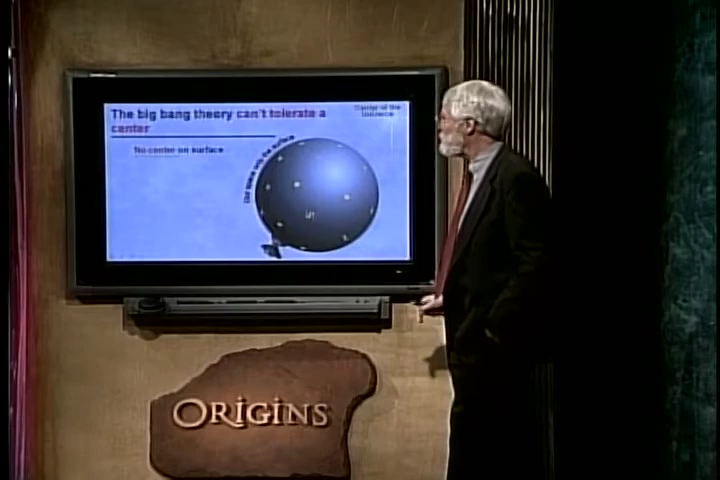 The big bang theory can't tolerate a
center
Center of the
Universe
No center on surface
ORIGINS